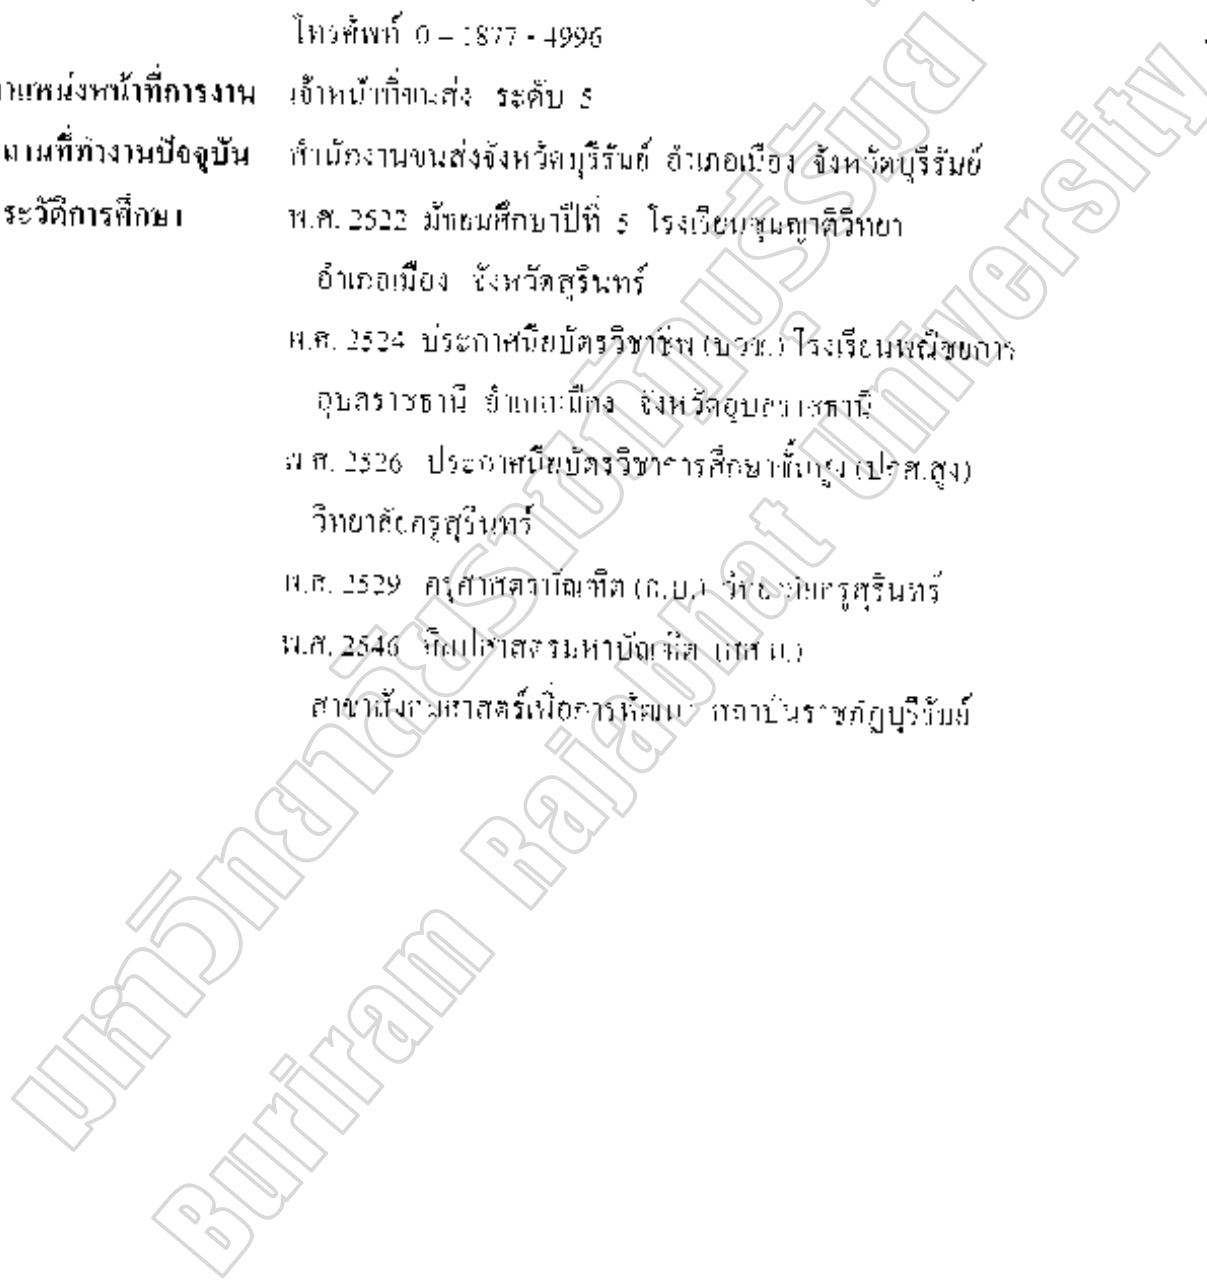 โทรศัพท์ 0 – 1877 - 4996
ตำแหน่งหน้าที่การงาน เจ้าหน้าที่ขนส่ง ระดับ 5
สถานที่ทำงานปัจจุบัน สำนักงานขนส่งจังหวัดบุรีรัมย์ อำเภอเมือง จังหวัดบุรีรัมย์
ประวัติการศึกษา พ.ศ. 2522 มัธยมศึกษาปีที่ 5 โรงเรียน
อำเภอเมือง จังหวัดสุรินทร์
พ.ศ. 2524 ประกาศนียบัตรวิชาชีพ (ปวช.) โรงเรียนพณิชยการ
อุบลราชธานี อำเภอเมือง จังหวัดอุบลราชธานี
พ.ศ. 2526 ประกาศนียบัตรวิชาการศึกษาชั้นสูง (ปกศ.สูง)
วิทยาลัยครูสุรินทร์
พ.ศ. 2529 ครุศาสตรบัณฑิต (ค.บ.) วิทยาลัยครูสุรินทร์
พ.ศ. 2546 ศิลปศาสตรมหาบัณฑิต (ศศ.ม.)
สาขาสังคมศาสตร์เพื่อการพัฒนา สถาบันราชภัฏบุรีรัมย์
มหาวิทยาลัยราชภัฏบุรีรัมย์
Buriram Rajabhat University